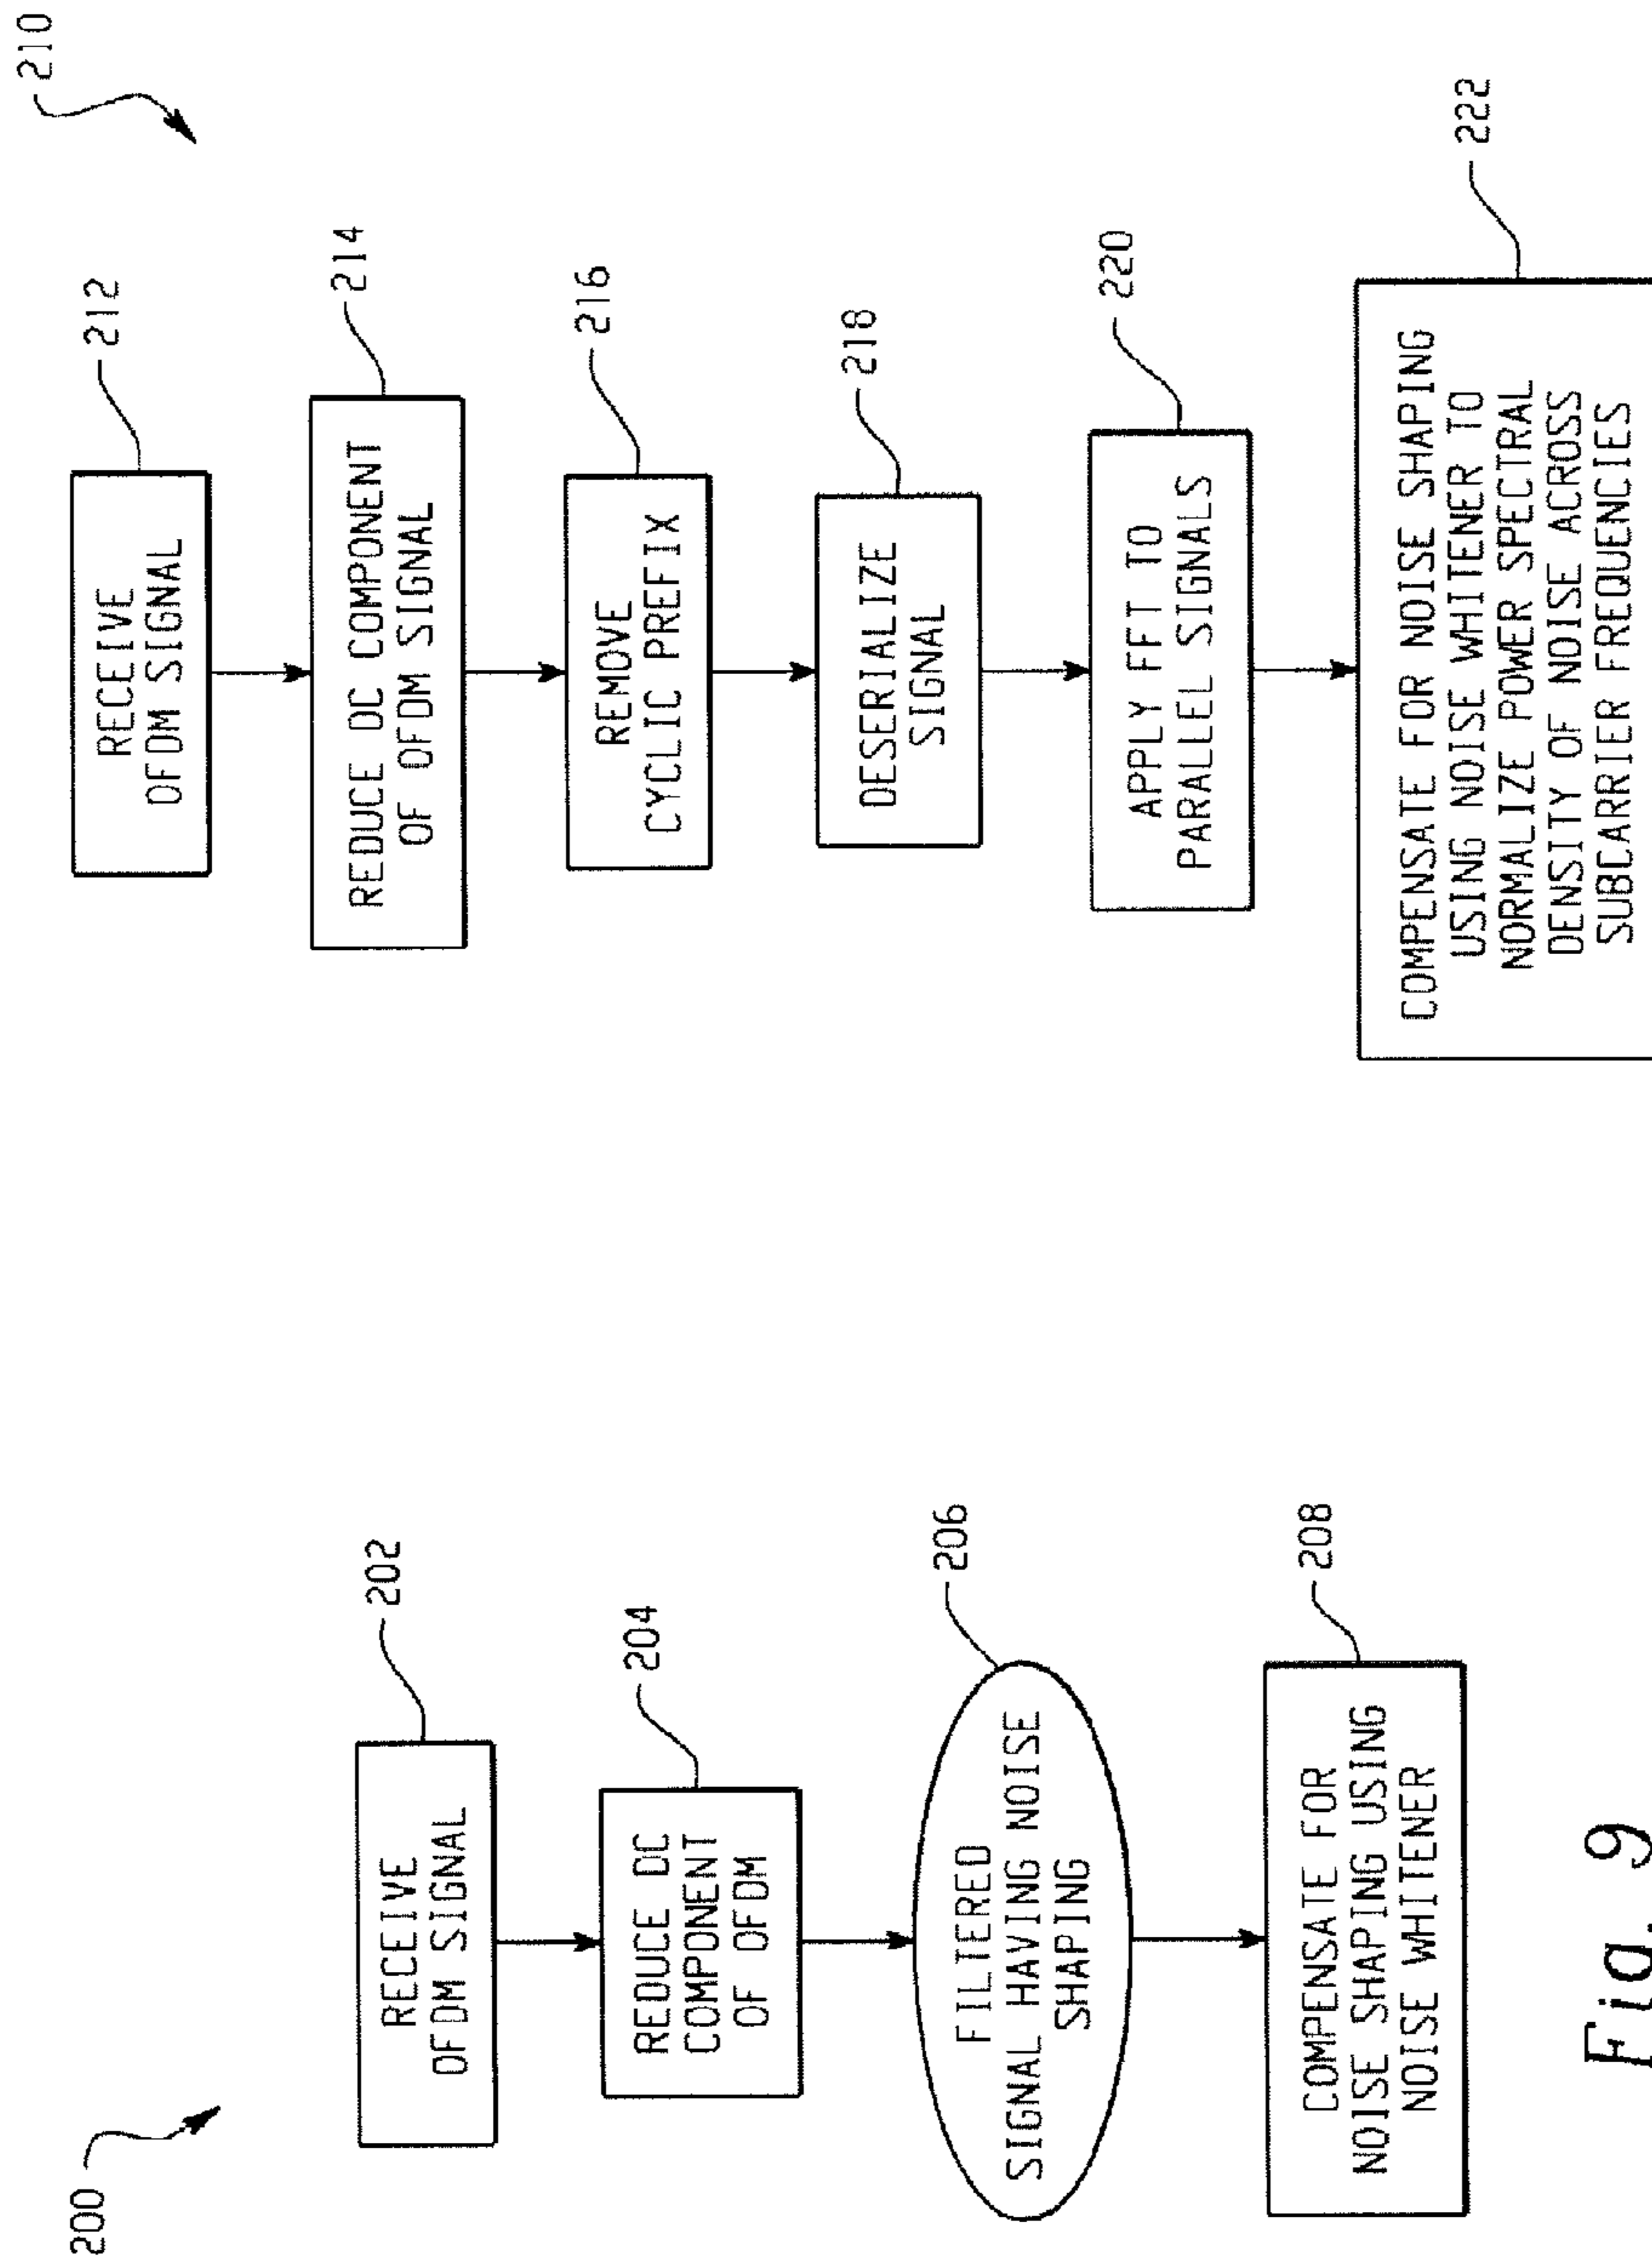 200
202
RECEIVE
OFDM SIGNAL
204
REDUCE DC
COMPONENT
OF OFDM
206
FILTERED
SIGNAL HAVING NOISE
SHAPING
208
COMPENSATE FOR
NOISE SHAPING USING
NOISE WHITENER
Fig. 9
210
212
RECEIVE
OFDM SIGNAL
214
REDUCE DC COMPONENT
OF OFDM SIGNAL
216
REMOVE
CYCLIC PREFIX
218
DESERIALIZE
SIGNAL
220
APPLY FFT TO
PARALLEL SIGNALS
222
COMPENSATE FOR NOISE SHAPING
USING NOISE WHITENER TO
NORMALIZE POWER SPECTRAL
DENSITY OF NOISE ACROSS
SUBCARRIER FREQUENCIES